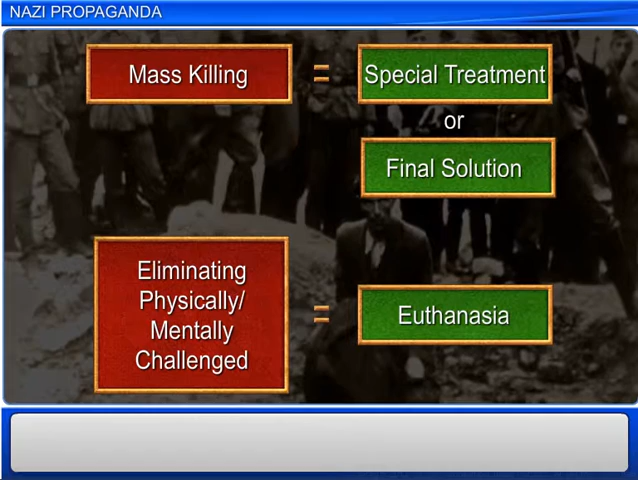 NAZI PROPAGANDA
Mass Killing
=
Special Treatment
or
Final Solution
Eliminating
Physically/
Mentally
Challenged
=
Euthanasia